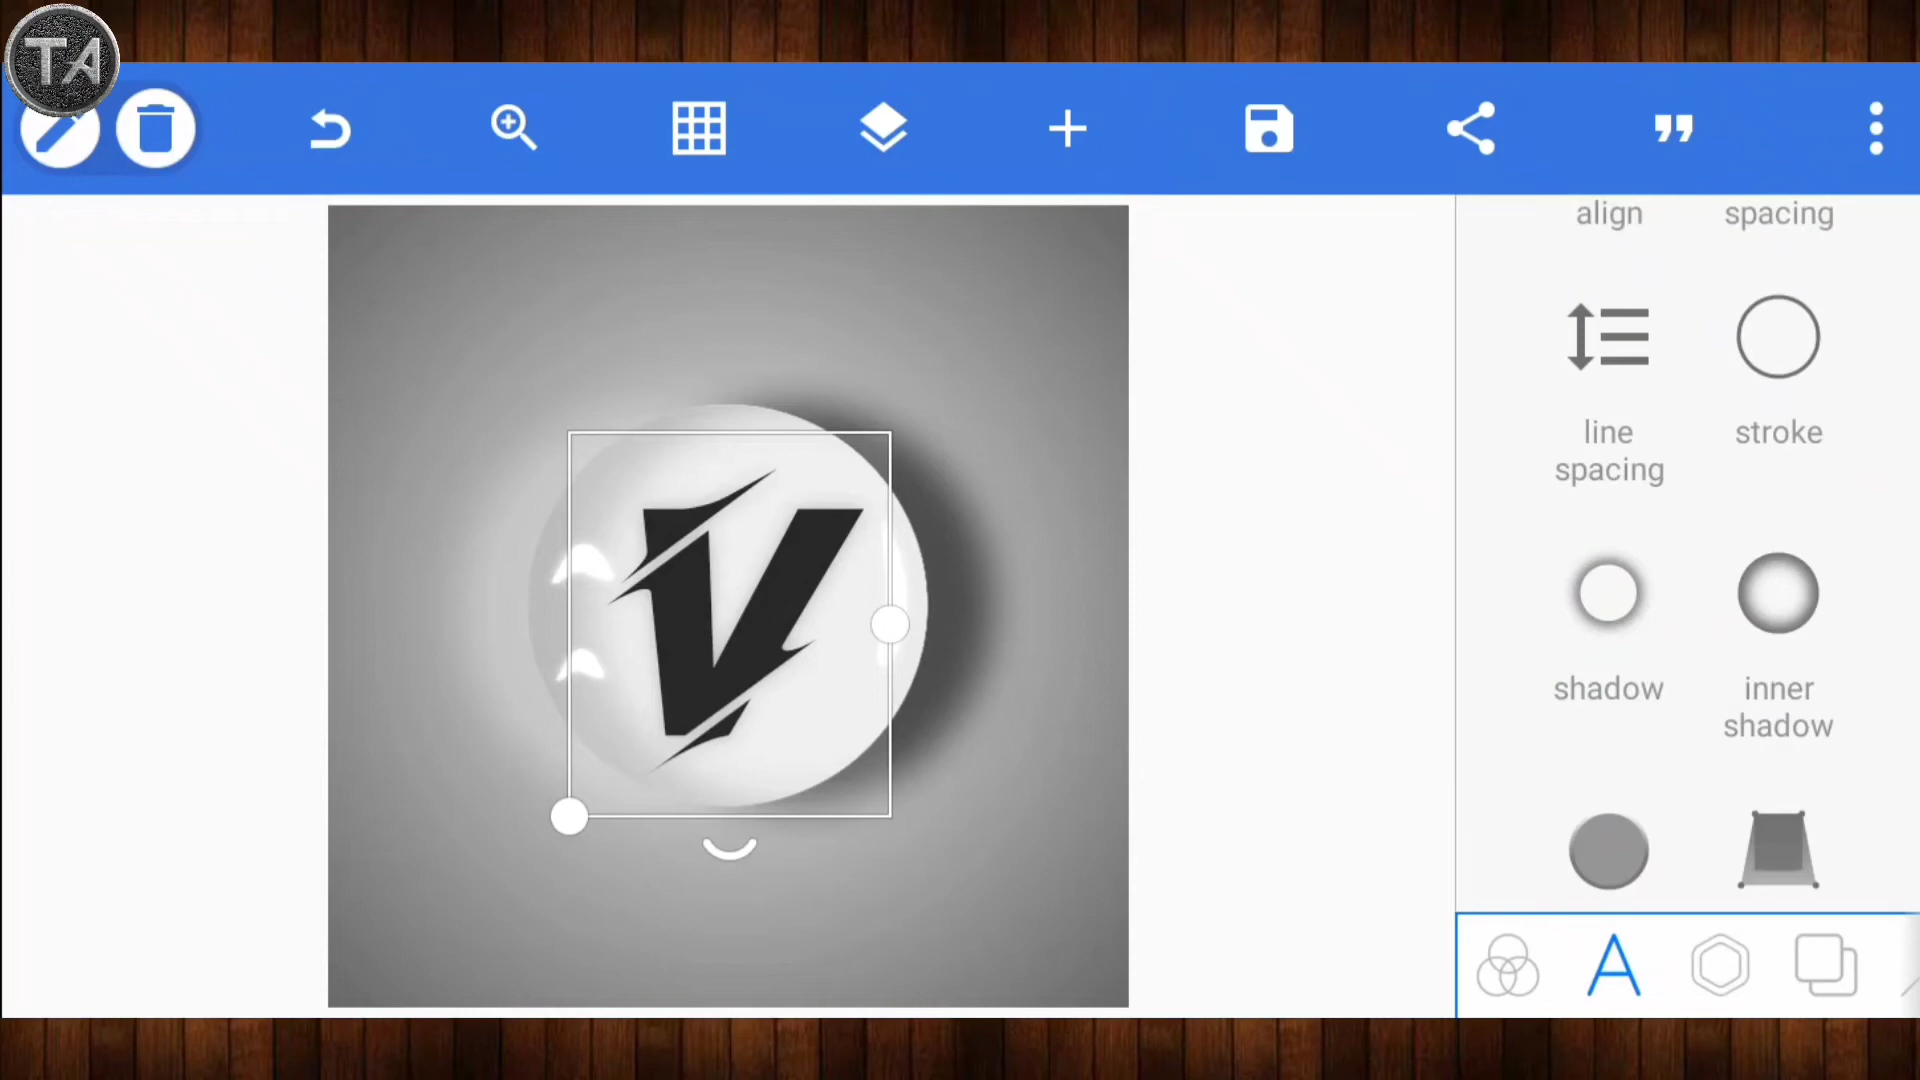 TA
align
spacing
line
spacing
stroke
shadow
inner
shadow
V
A